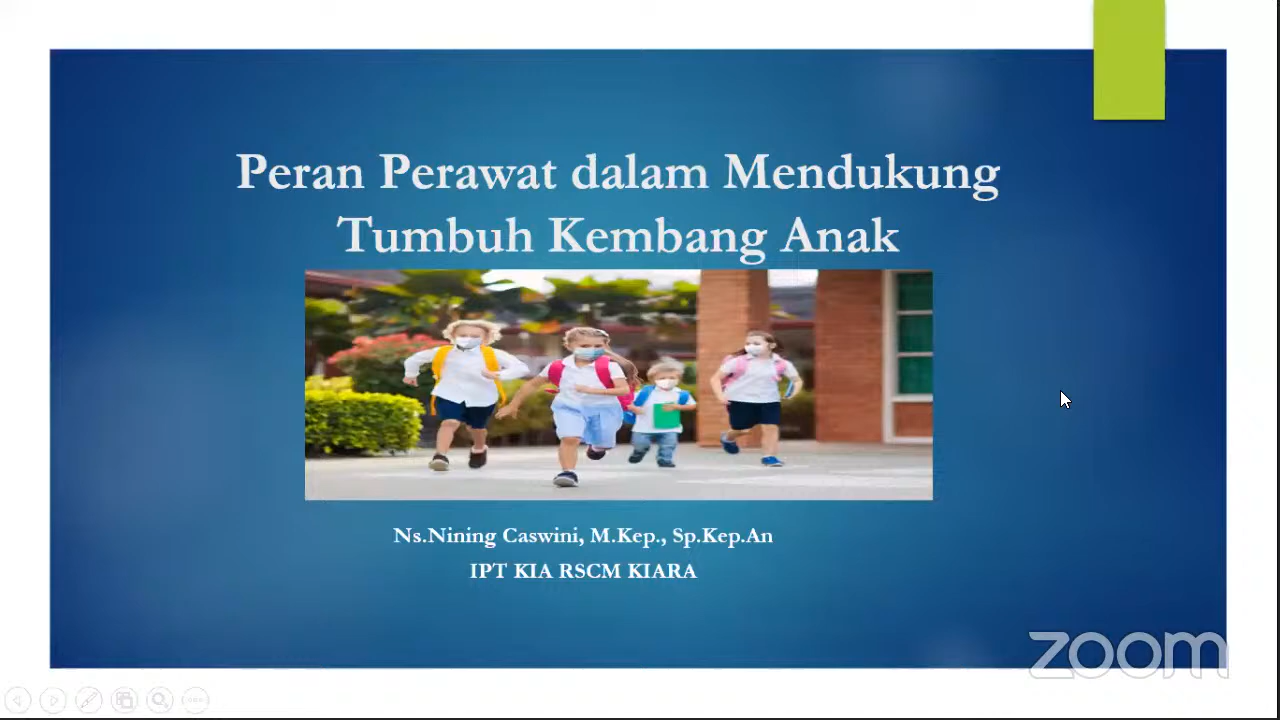 Peran Perawat dalam Mendukung
Tumbuh Kembang Anak
Ns.Nining Caswini, M.Kep., Sp.Kep.An
IPT KIA RSCM KIARA
zoom